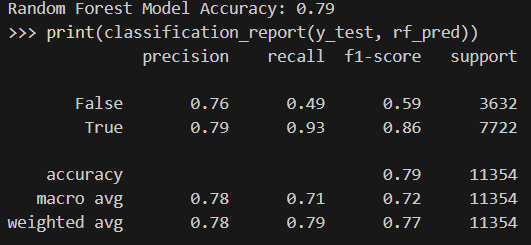 Random Forest Model Accuracy: 0.79
>>> print(classification_report(y_test, rf_pred))
              precision    recall  f1-score   support

       False       0.76      0.49      0.59      3632
        True       0.79      0.93      0.86      7722

    accuracy                           0.79     11354
   macro avg       0.78      0.71      0.72     11354
weighted avg       0.78      0.79      0.77     11354